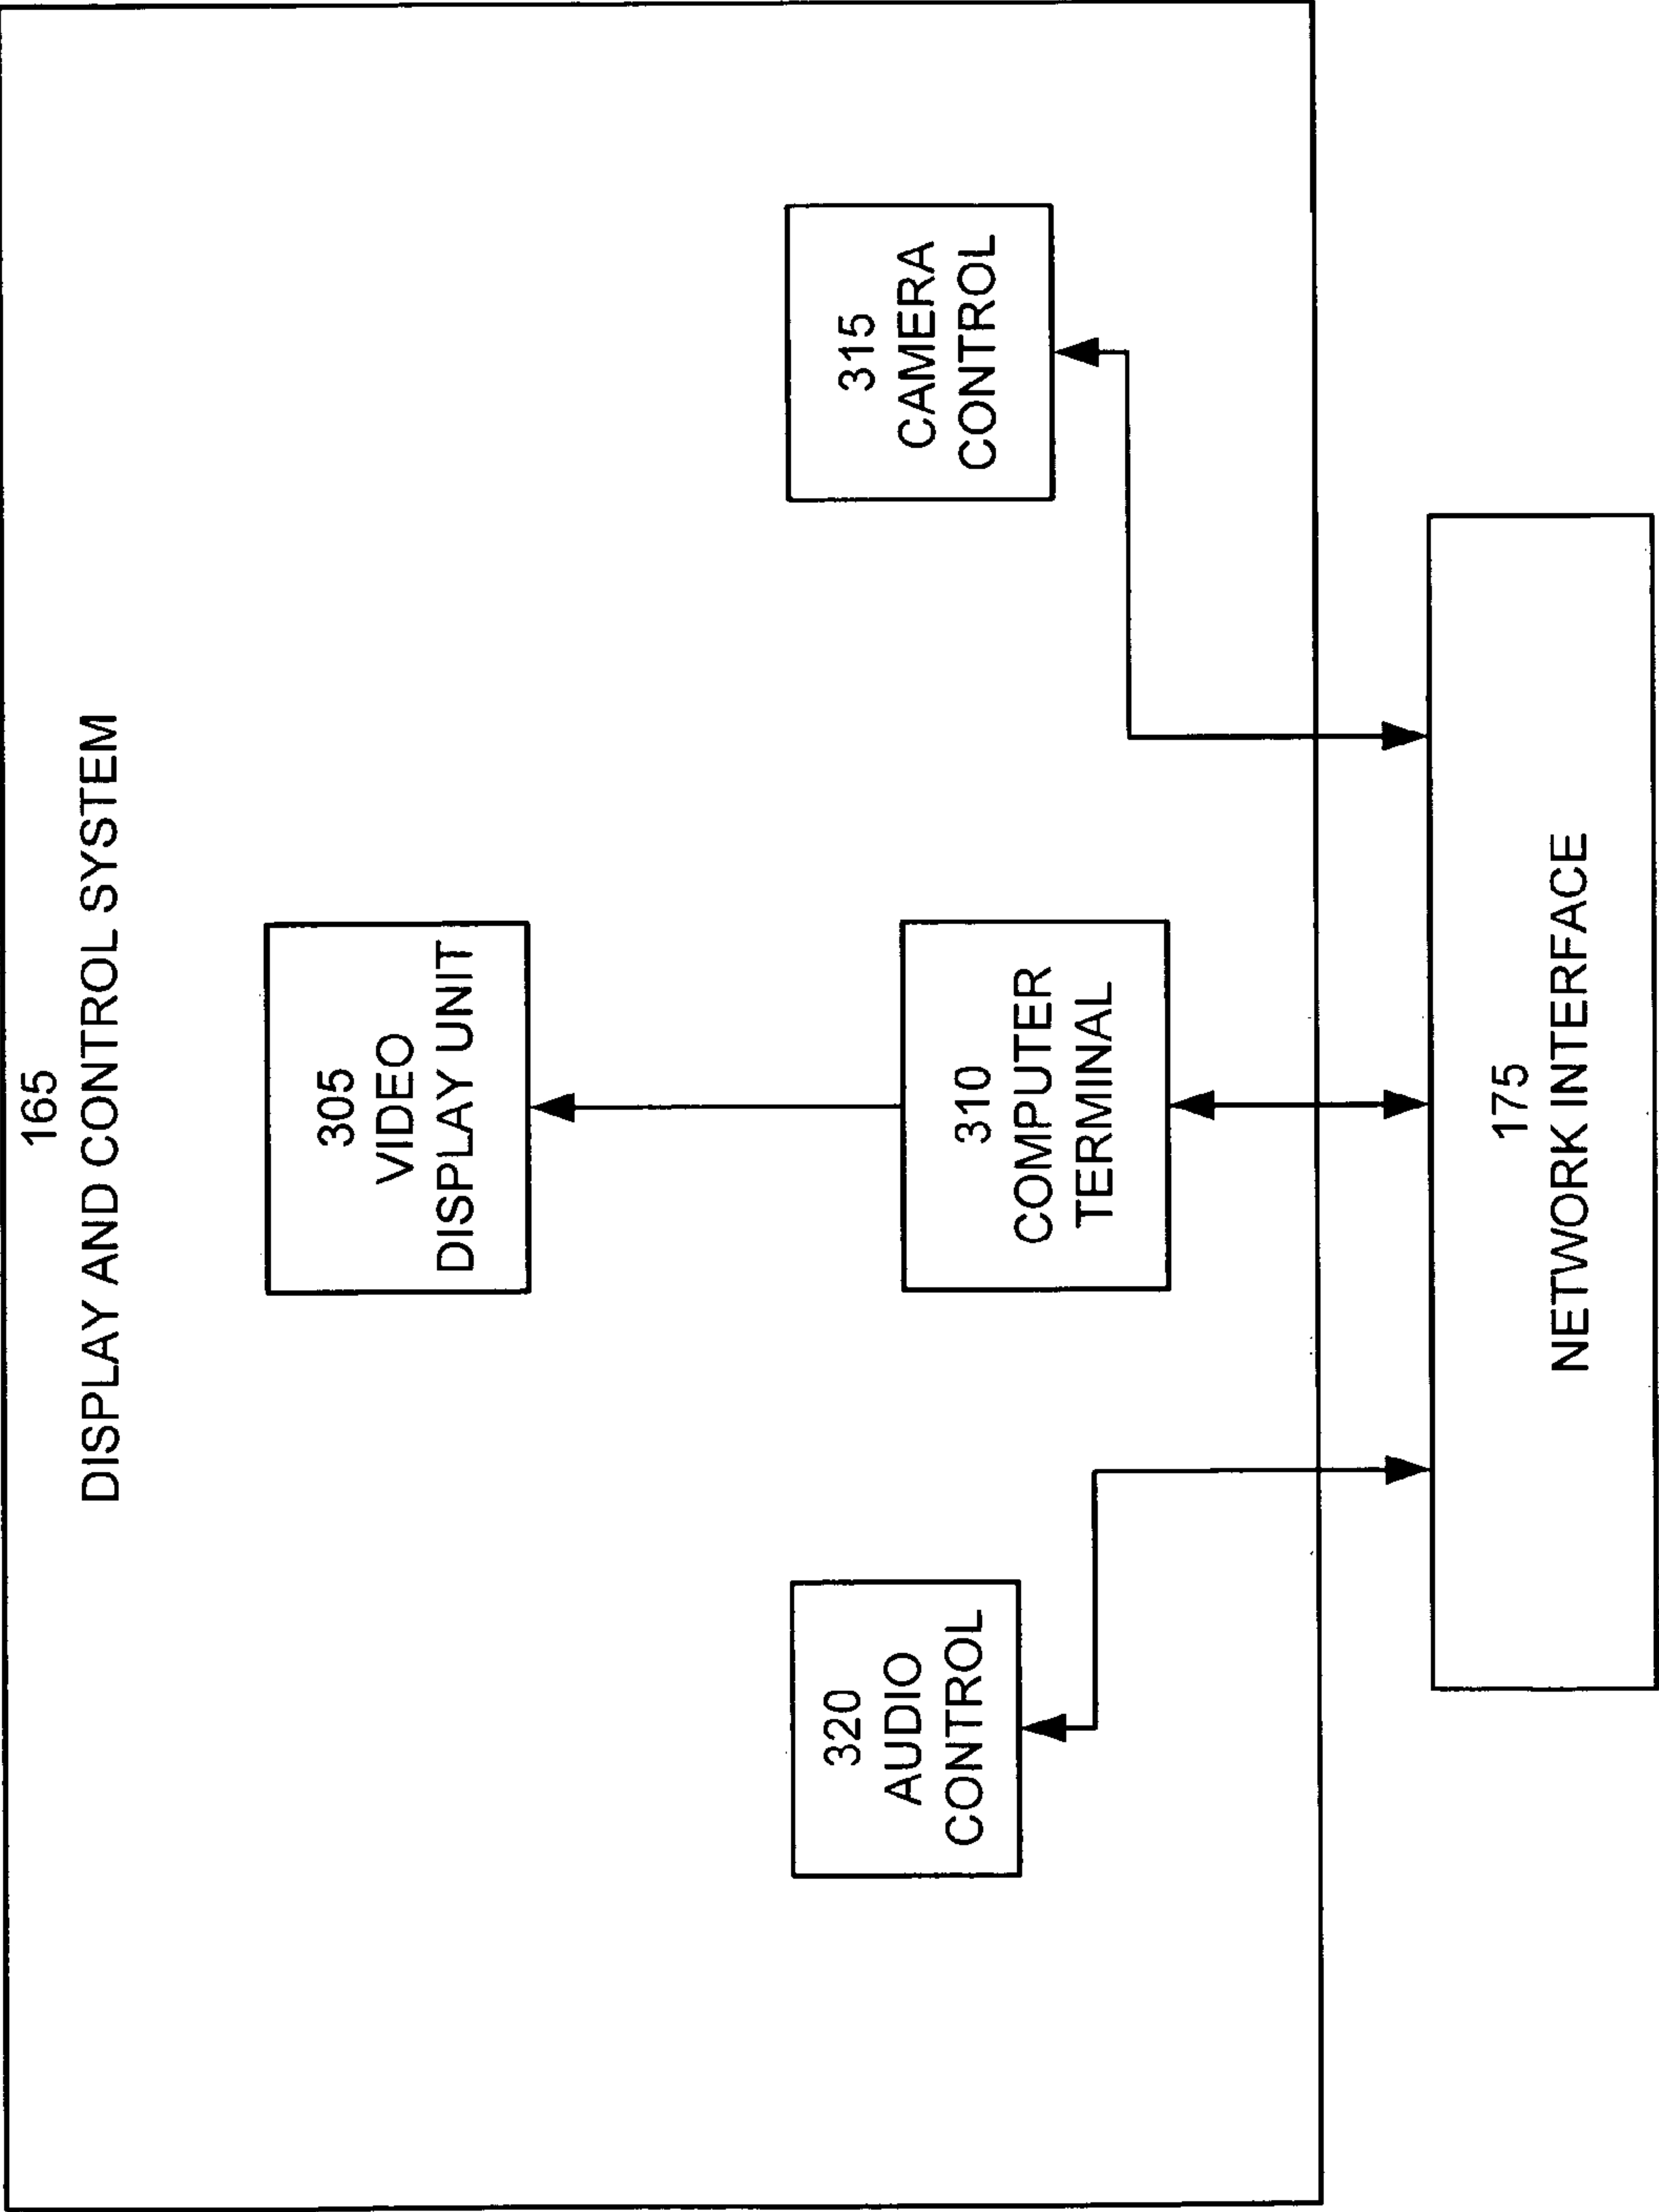 165
DISPLAY AND CONTROL SYSTEM
305
VIDEO
DISPLAY UNIT
320
AUDIO
CONTROL
310
COMPUTER
TERMINAL
315
CAMERA
CONTROL
175
NETWORK INTERFACE